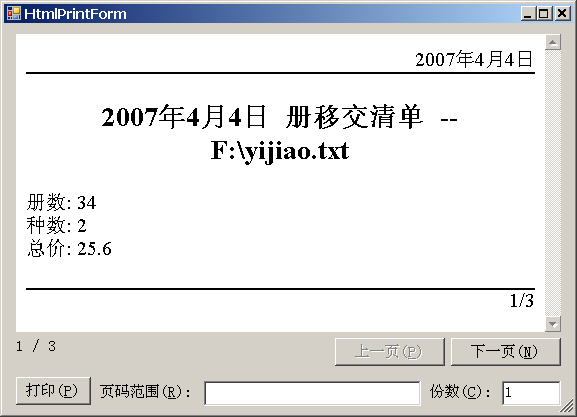 HtmlPrintForm
2007年4月4日
2007年4月4日 册移交清单 --
F:\yijiao.txt
册数: 34
种数: 2
总价: 25.6
1/3
1 / 3
上一页(P)
下一页(N)
打印(P) 页码范围(R): 份数(C): 1